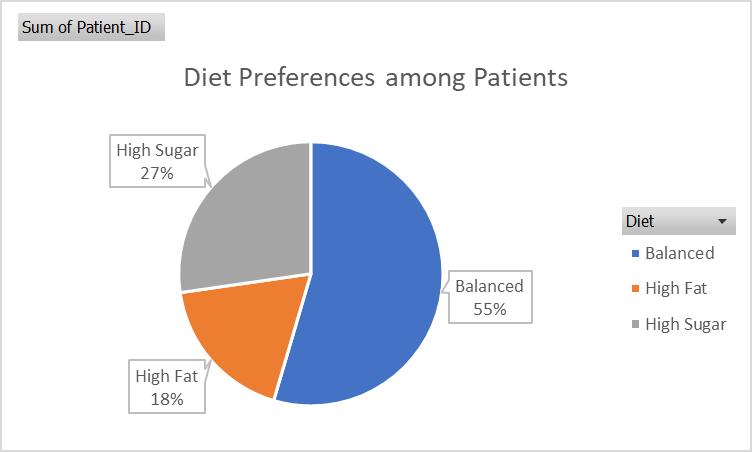 Sum of Patient_ID
Diet Preferences among Patients
High Sugar
27%
Balanced
55%
High Fat
18%
Diet
Balanced
High Fat
High Sugar